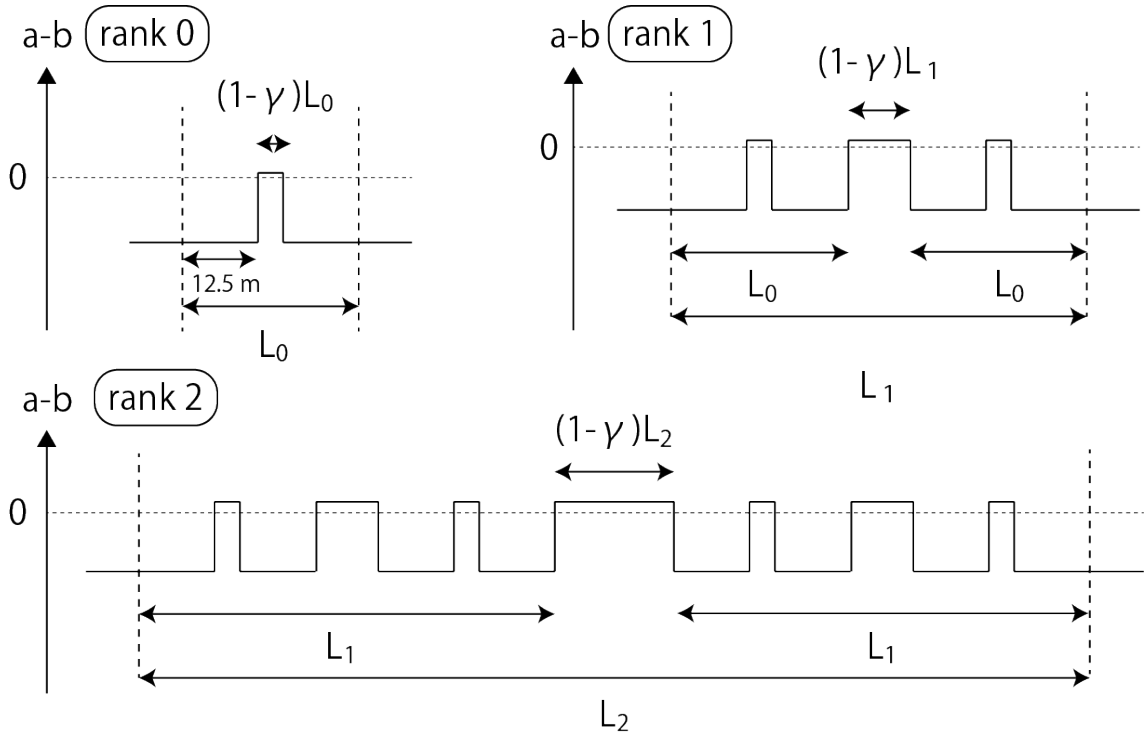 a-b rank 0
(1-γ)L₀
0
12.5 m
L₀
a-b rank 1
(1-γ)L₁
0
L₀ L₀
L₁
a-b rank 2
(1-γ)L₂
0
L₁ L₁
L₂